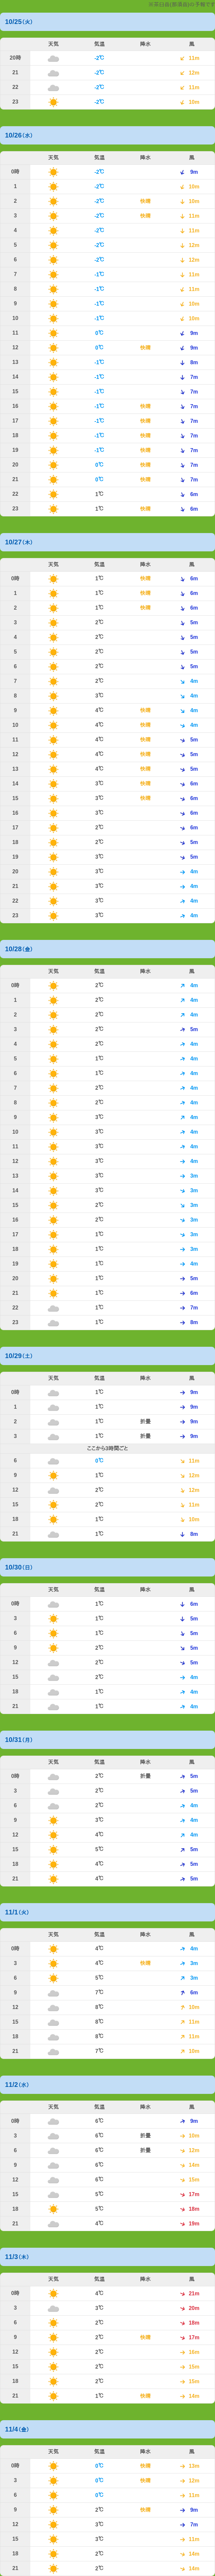 10/25(火)
天気 気温 降水 風
20時 -2℃ 11m
21 -2℃ 12m
22 -2℃ 11m
23 -2℃ 10m
10/26(水)
天気 気温 降水 風
0時 -2℃ 9m
1 -2℃ 10m
2 -2℃ 快晴 10m
3 -2℃ 快晴 11m
4 -2℃ 11m
5 -2℃ 12m
6 -2℃ 12m
7 -1℃ 11m
8 -1℃ 11m
9 -1℃ 10m
10 -1℃ 10m
11 0℃ 9m
12 0℃ 快晴 9m
13 -1℃ 8m
14 -1℃ 7m
15 -1℃ 7m
16 -1℃ 快晴 7m
17 -1℃ 快晴 7m
18 -1℃ 快晴 7m
19 -1℃ 快晴 7m
20 0℃ 快晴 7m
21 0℃ 快晴 7m
22 1℃ 6m
23 1℃ 快晴 6m
10/27(木)
天気 気温 降水 風
0時 1℃ 快晴 6m
1 1℃ 快晴 6m
2 1℃ 快晴 6m
3 2℃ 5m
4 2℃ 5m
5 2℃ 5m
6 2℃ 5m
7 2℃ 4m
8 3℃ 4m
9 4℃ 快晴 4m
10 4℃ 快晴 4m
11 4℃ 快晴 5m
12 4℃ 快晴 5m
13 4℃ 快晴 5m
14 3℃ 快晴 6m
15 3℃ 快晴 6m
16 3℃ 6m
17 2℃ 6m
18 2℃ 5m
19 3℃ 5m
20 3℃ 4m
21 3℃ 4m
22 3℃ 4m
23 3℃ 4m
10/28(金)
天気 気温 降水 風
0時 2℃ 4m
1 2℃ 4m
2 2℃ 4m
3 2℃ 5m
4 2℃ 4m
5 1℃ 4m
6 1℃ 4m
7 2℃ 4m
8 2℃ 4m
9 3℃ 4m
10 3℃ 4m
11 3℃ 4m
12 3℃ 4m
13 3℃ 3m
14 3℃ 3m
15 2℃ 3m
16 2℃ 3m
17 1℃ 3m
18 1℃ 3m
19 1℃ 4m
20 1℃ 5m
21 1℃ 6m
22 1℃ 7m
23 1℃ 8m
10/29(土)
天気 気温 降水 風
0時 1℃ 9m
1 1℃ 9m
2 1℃ 折畳 9m
3 1℃ 折畳 9m
ここから3時間ごと
6 0℃ 11m
9 1℃ 12m
12 2℃ 12m
15 2℃ 11m
18 1℃ 10m
21 1℃ 8m
10/30(日)
天気 気温 降水 風
0時 1℃ 6m
3 1℃ 5m
6 1℃ 5m
9 2℃ 5m
12 2℃ 5m
15 2℃ 4m
18 1℃ 4m
21 1℃ 4m
10/31(月)
天気 気温 降水 風
0時 2℃ 折畳 5m
3 2℃ 5m
6 2℃ 4m
9 3℃ 4m
12 4℃ 4m
15 5℃ 5m
18 4℃ 5m
21 4℃ 5m
11/1(火)
天気 気温 降水 風
0時 4℃ 4m
3 4℃ 快晴 3m
6 5℃ 3m
9 7℃ 6m
12 8℃ 10m
15 8℃ 11m
18 8℃ 11m
21 7℃ 10m
11/2(水)
天気 気温 降水 風
0時 6℃ 9m
3 6℃ 折畳 10m
6 6℃ 折畳 12m
9 6℃ 14m
12 6℃ 15m
15 5℃ 17m
18 5℃ 18m
21 4℃ 19m
11/3(木)
天気 気温 降水 風
0時 4℃ 21m
3 3℃ 20m
6 2℃ 18m
9 2℃ 快晴 17m
12 2℃ 16m
15 2℃ 15m
18 2℃ 15m
21 1℃ 快晴 14m
11/4(金)
天気 気温 降水 風
0時 0℃ 快晴 13m
3 0℃ 快晴 12m
6 0℃ 11m
9 2℃ 快晴 9m
12 3℃ 7m
15 3℃ 11m
18 2℃ 14m
21 2℃ 14m